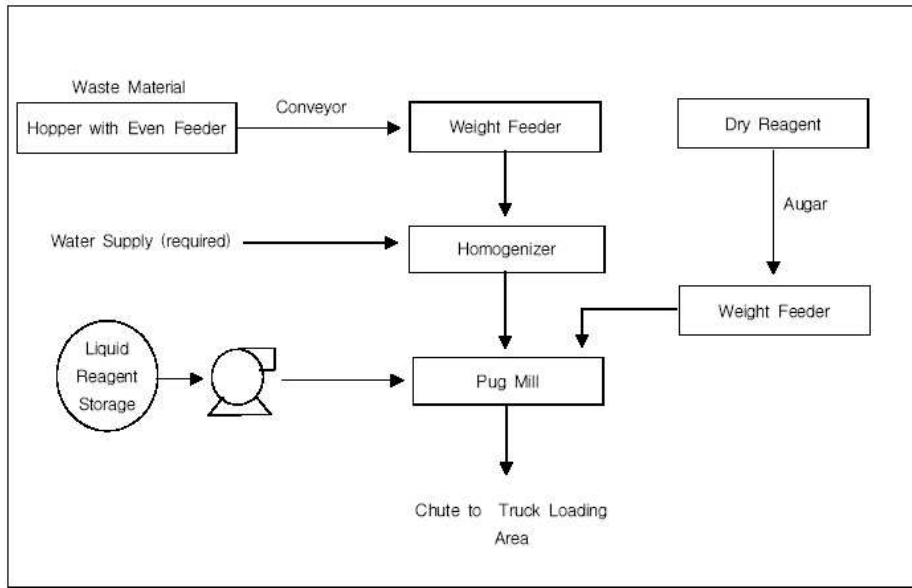 Waste Material
Hopper with Even Feeder
Conveyor
Weight Feeder
Dry Reagent
Augar
Water Supply (required)
Homogenizer
Weight Feeder
Liquid
Reagent
Storage
Pug Mill
Chute to Truck Loading
Area